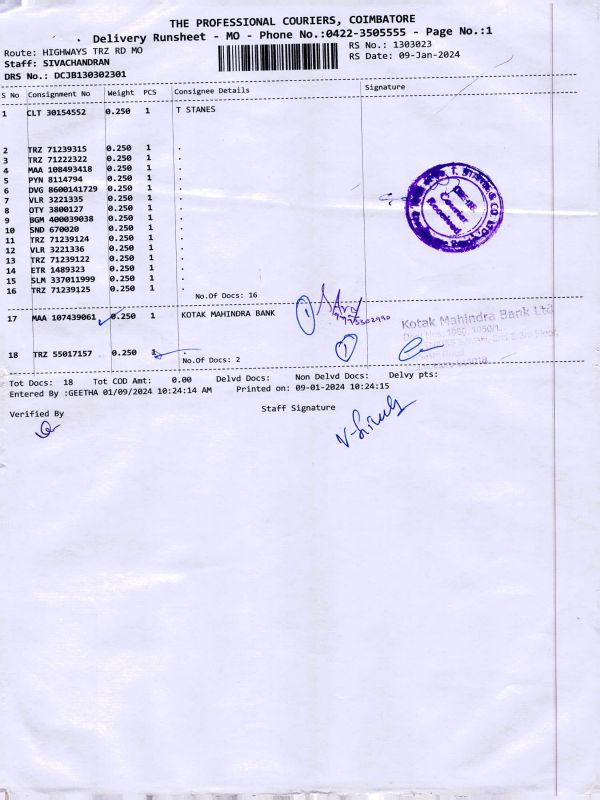 THE PROFESSIONAL COURIERS, COIMBATORE
Delivery Runsheet - MO - Phone No.:0422-3505555 - Page No.:1
Route: HIGHWAYS TRZ RD MO
RS No.: 1303023
Staff: SIVACHANDRAN
RS Date: 09-Jan-2024
DRS No.: DCJB130302301
S No Consignment No Weight PCS Consignee Details Signature
1 CLT 30154552 0.250 1 T STANES
2 TRZ 71239315 0.250 1 .
3 TRZ 71222322 0.250 1 .
4 MAA 108493418 0.250 1 .
5 PYN 8114794 0.250 1 .
6 DVG 8600141729 0.250 1 .
7 VLR 3221335 0.250 1 .
8 OTY 3800127 0.250 1 .
9 BGM 400039038 0.250 1 .
10 SND 670020 0.250 1 .
11 TRZ 71239124 0.250 1 .
12 VLR 3221336 0.250 1 .
13 TRZ 71239122 0.250 1 .
14 ETR 1489323 0.250 1 .
15 SLM 337011999 0.250 1 .
16 TRZ 71239125 0.250 1 .
No.Of Docs: 16
Courier
Received
17 MAA 107439061 0.250 1 KOTAK MAHINDRA BANK
1
Kotak Mahindra Bank Ltd
18 TRZ 55017157 0.250 1
1
No.Of Docs: 2
Tot Docs: 18 Tot COD Amt: 0.00 Delvd Docs: Non Delvd Docs: Delvy pts:
Entered By :GEETHA 01/09/2024 10:24:14 AM Printed on: 09-01-2024 10:24:15
Verified By
Staff Signature